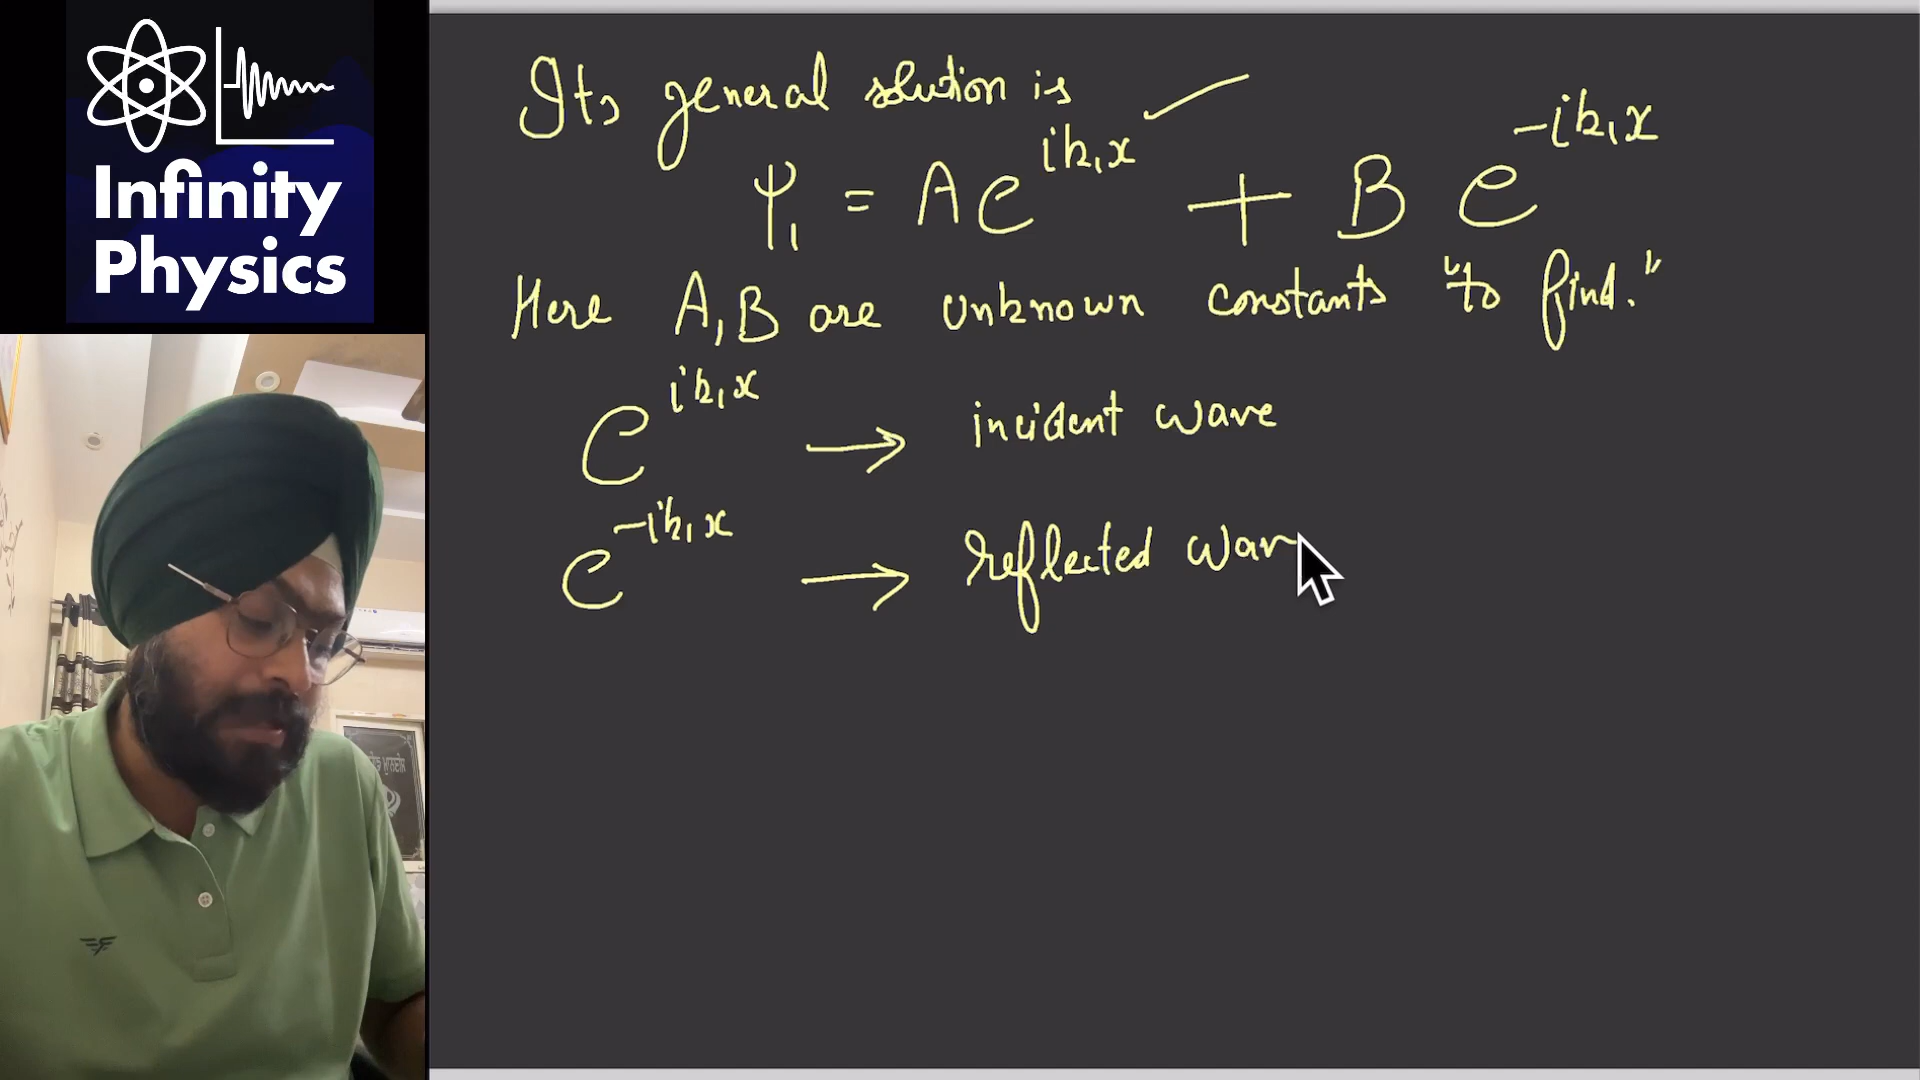 Infinity
Physics
Its general solution is
Ψ₁ = A e^{ik₁x} + B e^{-ik₁x}
Here A, B are unknown constants "to find."
e^{ik₁x} → incident wave
e^{-ik₁x} → reflected wav